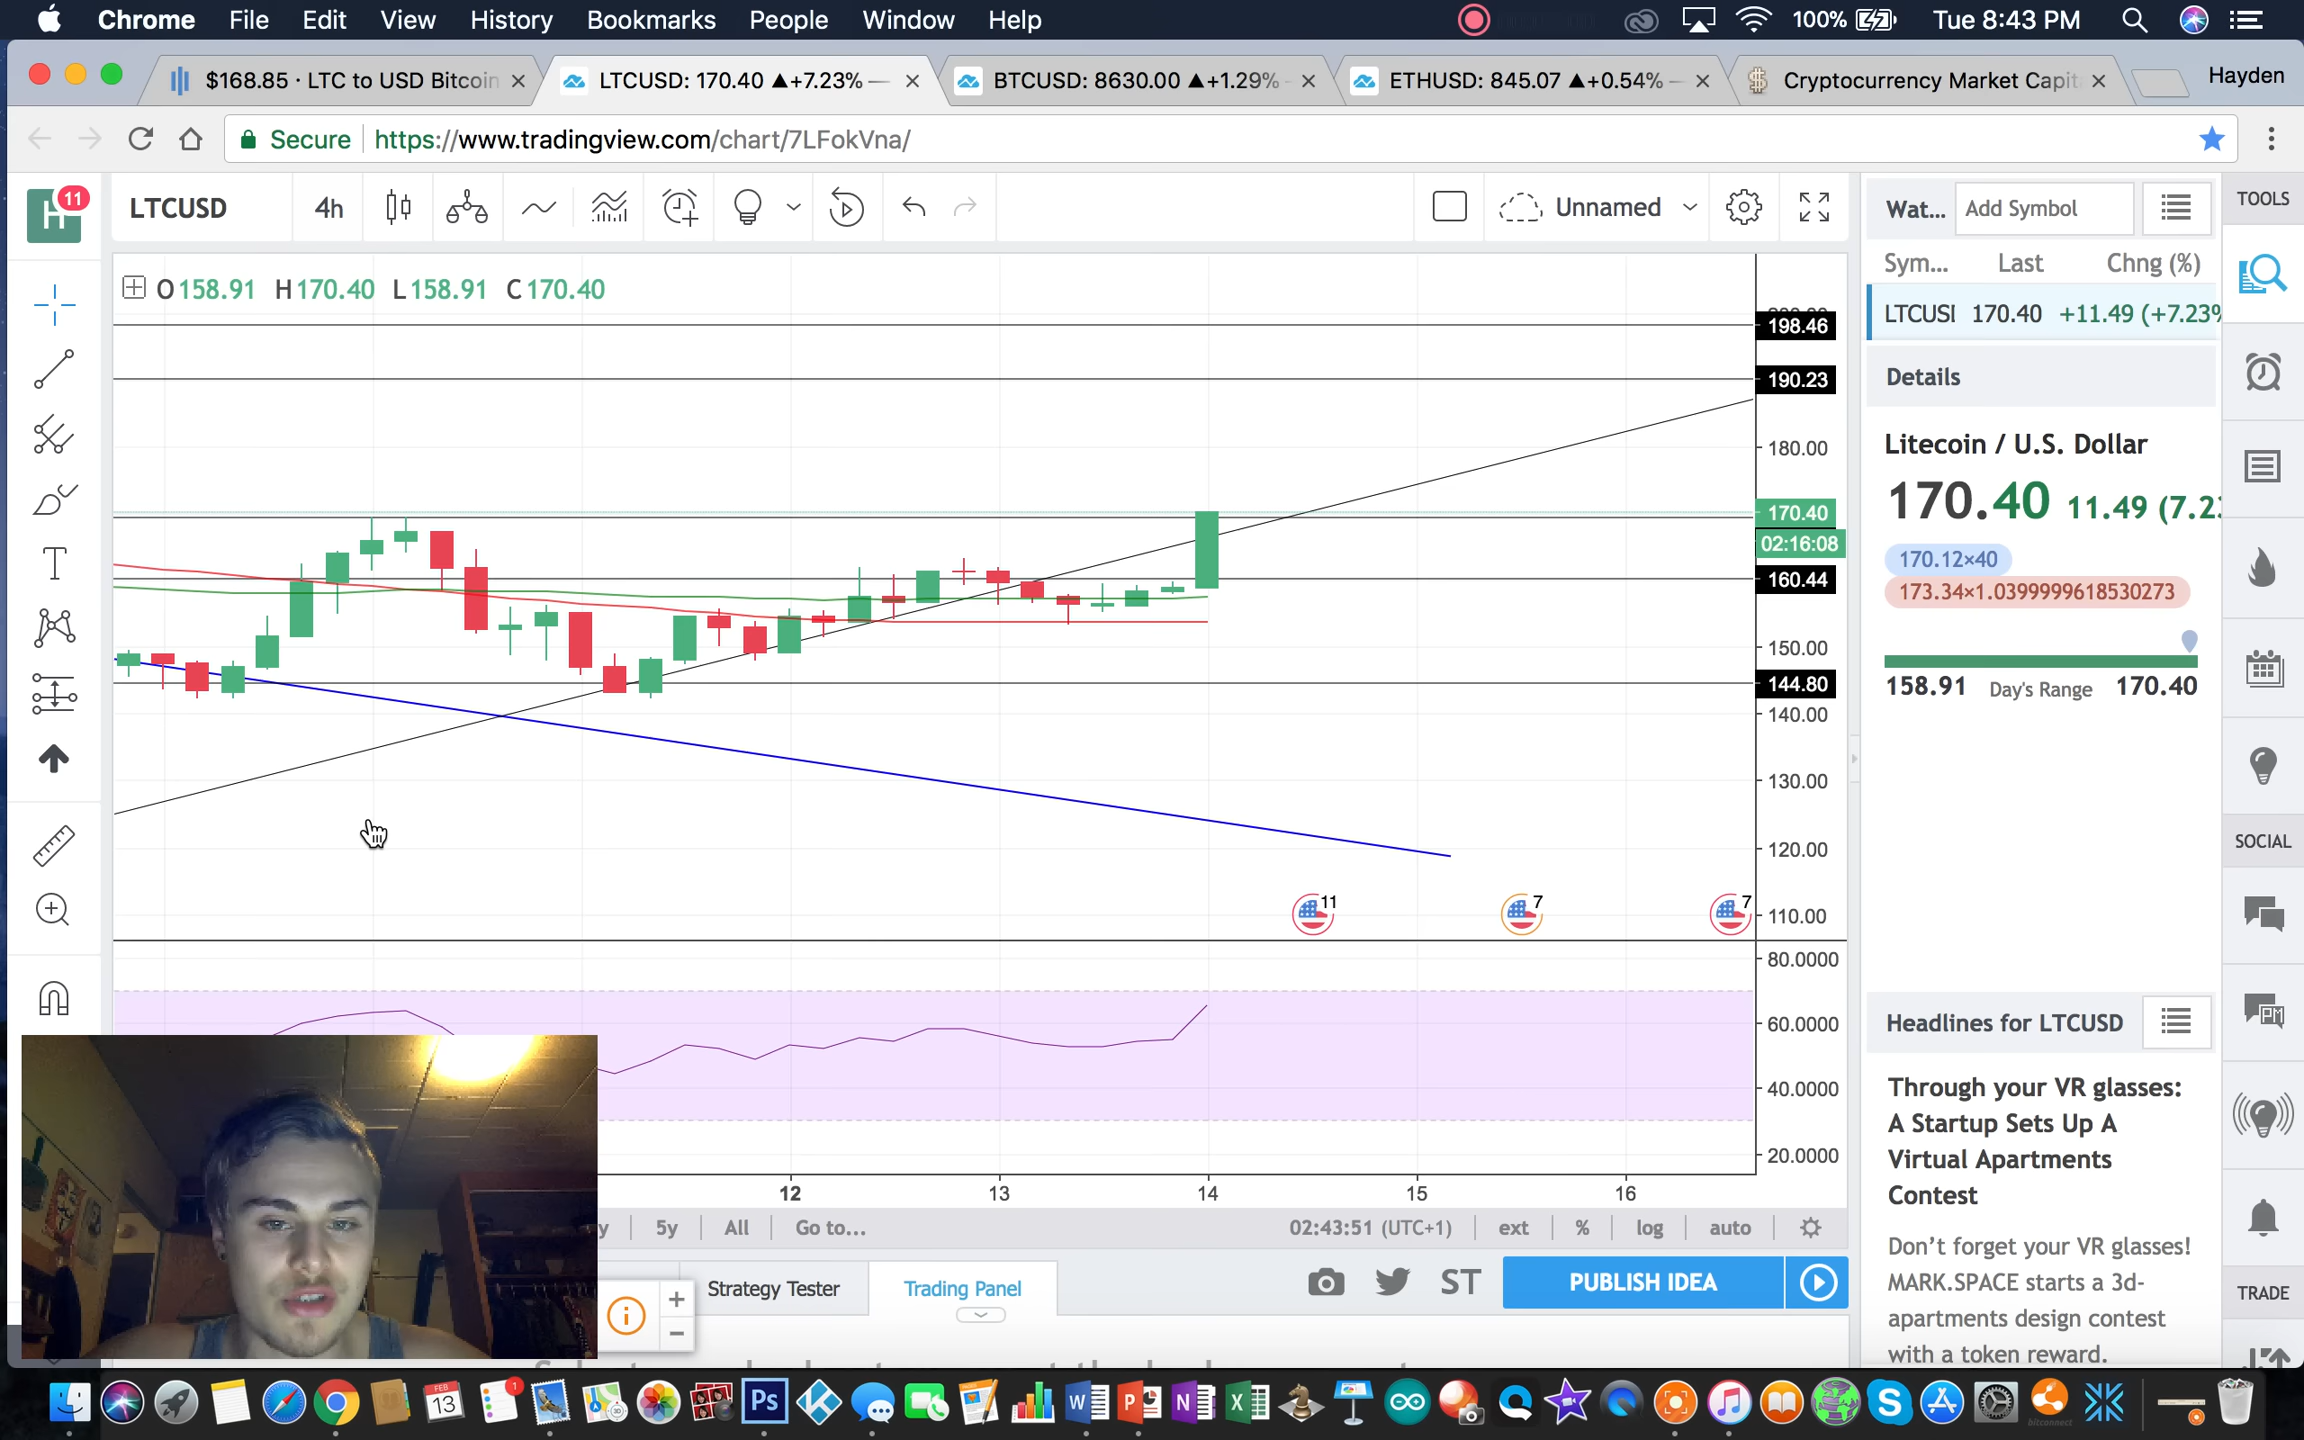 Chrome File Edit View History Bookmarks People Window Help 100% Tue 8:43 PM
$168.85 · LTC to USD Bitcoin
LTCUSD: 170.40 ▲+7.23% —
BTCUSD: 8630.00 ▲+1.29% -
ETHUSD: 845.07 ▲+0.54% —
Cryptocurrency Market Capit
Hayden
Secure https://www.tradingview.com/chart/7LFokVna/
H 11
LTCUSD 4h
Unnamed
O158.91 H170.40 L158.91 C170.40
198.46
190.23
180.00
170.40
02:16:08
160.44
150.00
144.80
140.00
130.00
120.00
110.00
11 7 7
80.0000
60.0000
40.0000
20.0000
12 13 14 15 16
y 5y All Go to...
02:43:51 (UTC+1) ext % log auto
Strategy Tester
Trading Panel
ST
PUBLISH IDEA
Wat... Add Symbol
Sym... Last Chng (%)
LTCUSI 170.40 +11.49 (+7.23%
Details
Litecoin / U.S. Dollar
170.40 11.49 (7.2
170.12×40
173.34×1.0399999618530273
158.91 Day's Range 170.40
Headlines for LTCUSD
Through your VR glasses:
A Startup Sets Up A
Virtual Apartments
Contest
Don’t forget your VR glasses!
MARK.SPACE starts a 3d-
apartments design contest
with a token reward.
TOOLS
SOCIAL
PM
TRADE
FEB
13
1
Ps
bitconnect